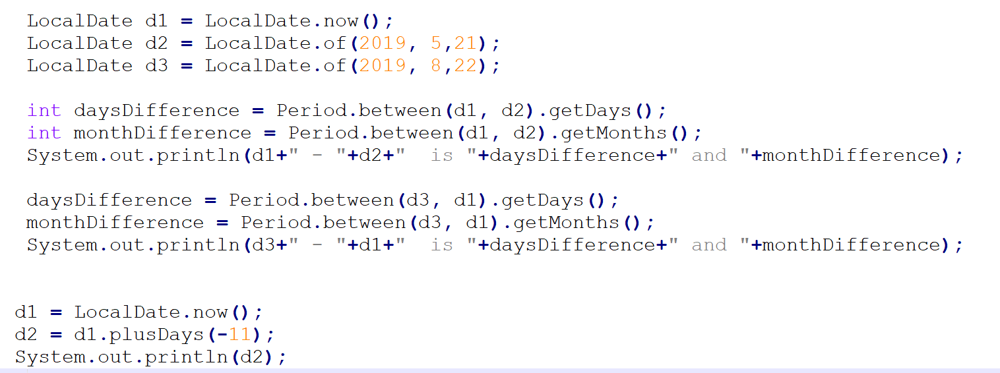 LocalDate d1 = LocalDate.now();
LocalDate d2 = LocalDate.of(2019, 5,21);
LocalDate d3 = LocalDate.of(2019, 8,22);
int daysDifference = Period.between(d1, d2).getDays();
int monthDifference = Period.between(d1, d2).getMonths();
System.out.println(d1+" - "+d2+"  is "+daysDifference+" and "+monthDifference);
daysDifference = Period.between(d3, d1).getDays();
monthDifference = Period.between(d3, d1).getMonths();
System.out.println(d3+" - "+d1+"  is "+daysDifference+" and "+monthDifference);
d1 = LocalDate.now();
d2 = d1.plusDays(-11);
System.out.println(d2);